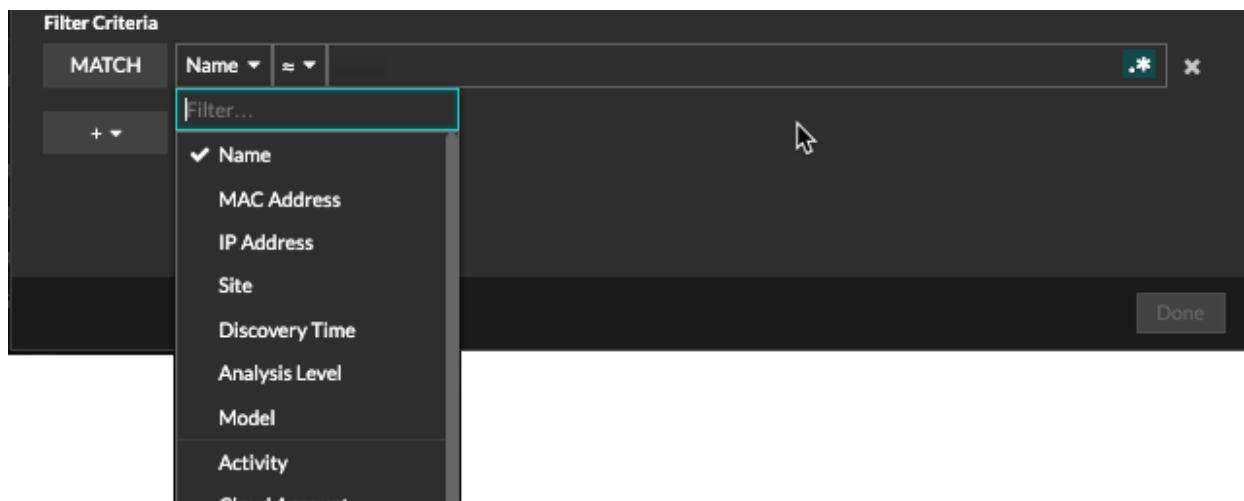 Filter Criteria
MATCH Name ≈ .*
Filter...
+
Name
MAC Address
IP Address
Site
Discovery Time
Done
Analysis Level
Model
Activity